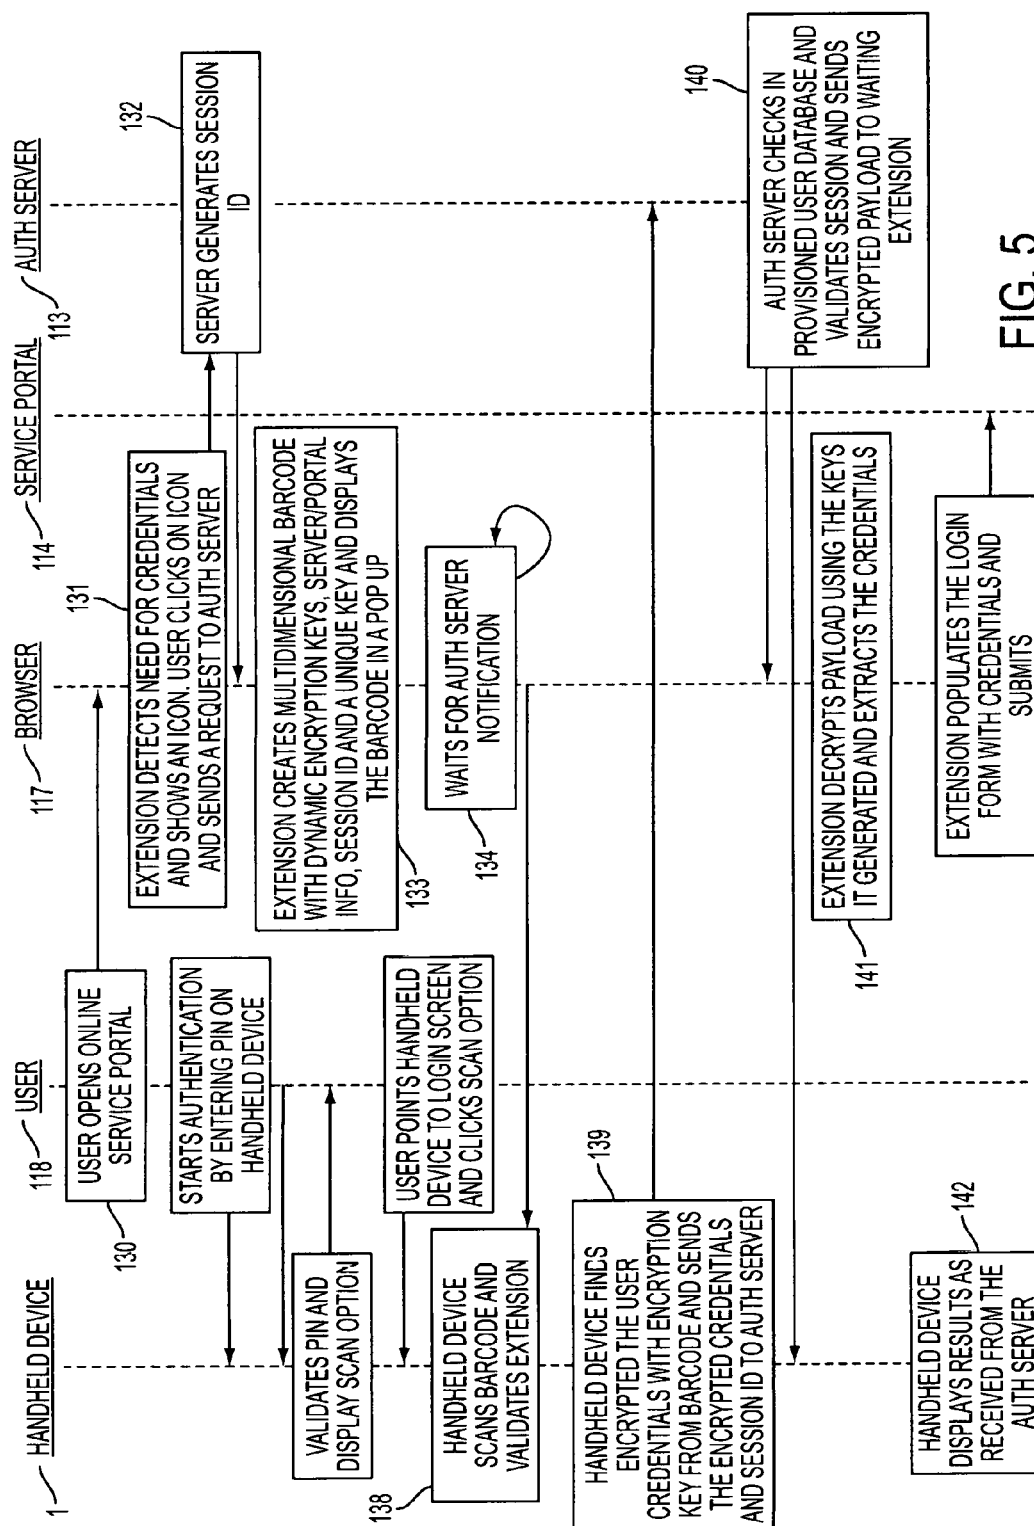 1
HANDHELD DEVICE
118
USER
117
BROWSER
114
SERVICE PORTAL
113
AUTH SERVER
USER OPENS ONLINE
SERVICE PORTAL
130
STARTS AUTHENTICATION
BY ENTERING PIN ON
HANDHELD DEVICE
131
EXTENSION DETECTS NEED FOR CREDENTIALS
AND SHOWS AN ICON. USER CLICKS ON ICON
AND SENDS A REQUEST TO AUTH SERVER
132
SERVER GENERATES SESSION
ID
EXTENSION CREATES MULTIDIMENSIONAL BARCODE
WITH DYNAMIC ENCRYPTION KEYS, SERVER/PORTAL
INFO, SESSION ID AND A UNIQUE KEY AND DISPLAYS
THE BARCODE IN A POP UP
133
VALIDATES PIN AND
DISPLAY SCAN OPTION
USER POINTS HANDHELD
DEVICE TO LOGIN SCREEN
AND CLICKS SCAN OPTION
WAITS FOR AUTH SERVER
NOTIFICATION
134
HANDHELD DEVICE
SCANS BARCODE AND
VALIDATES EXTENSION
138
139
HANDHELD DEVICE FINDS
ENCRYPTED THE USER
CREDENTIALS WITH ENCRYPTION
KEY FROM BARCODE AND SENDS
THE ENCRYPTED CREDENTIALS
AND SESSION ID TO AUTH SERVER
140
AUTH SERVER CHECKS IN
PROVISIONED USER DATABASE AND
VALIDATES SESSION AND SENDS
ENCRYPTED PAYLOAD TO WAITING
EXTENSION
EXTENSION DECRYPTS PAYLOAD USING THE KEYS
IT GENERATED AND EXTRACTS THE CREDENTIALS
141
142
HANDHELD DEVICE
DISPLAYS RESULTS AS
RECEIVED FROM THE
AUTH SERVER
EXTENSION POPULATES THE LOGIN
FORM WITH CREDENTIALS AND
SUBMITS
FIG. 5